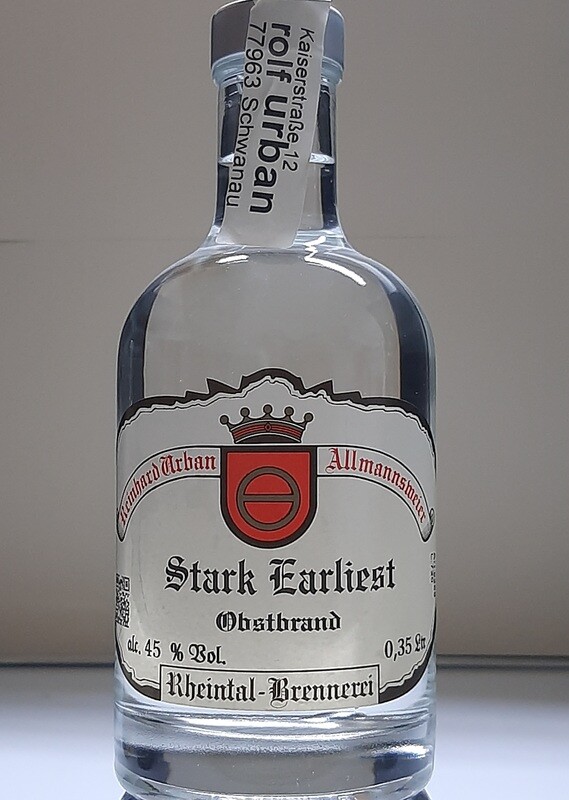 Kaiserstraße 12
rolf urban
77963 Schwanau
Reinhard Urban Allmannsweier
Stark Earliest
Obstbrand
alc. 45 % Vol. 0,35 Ltr
Rheintal-Brennerei